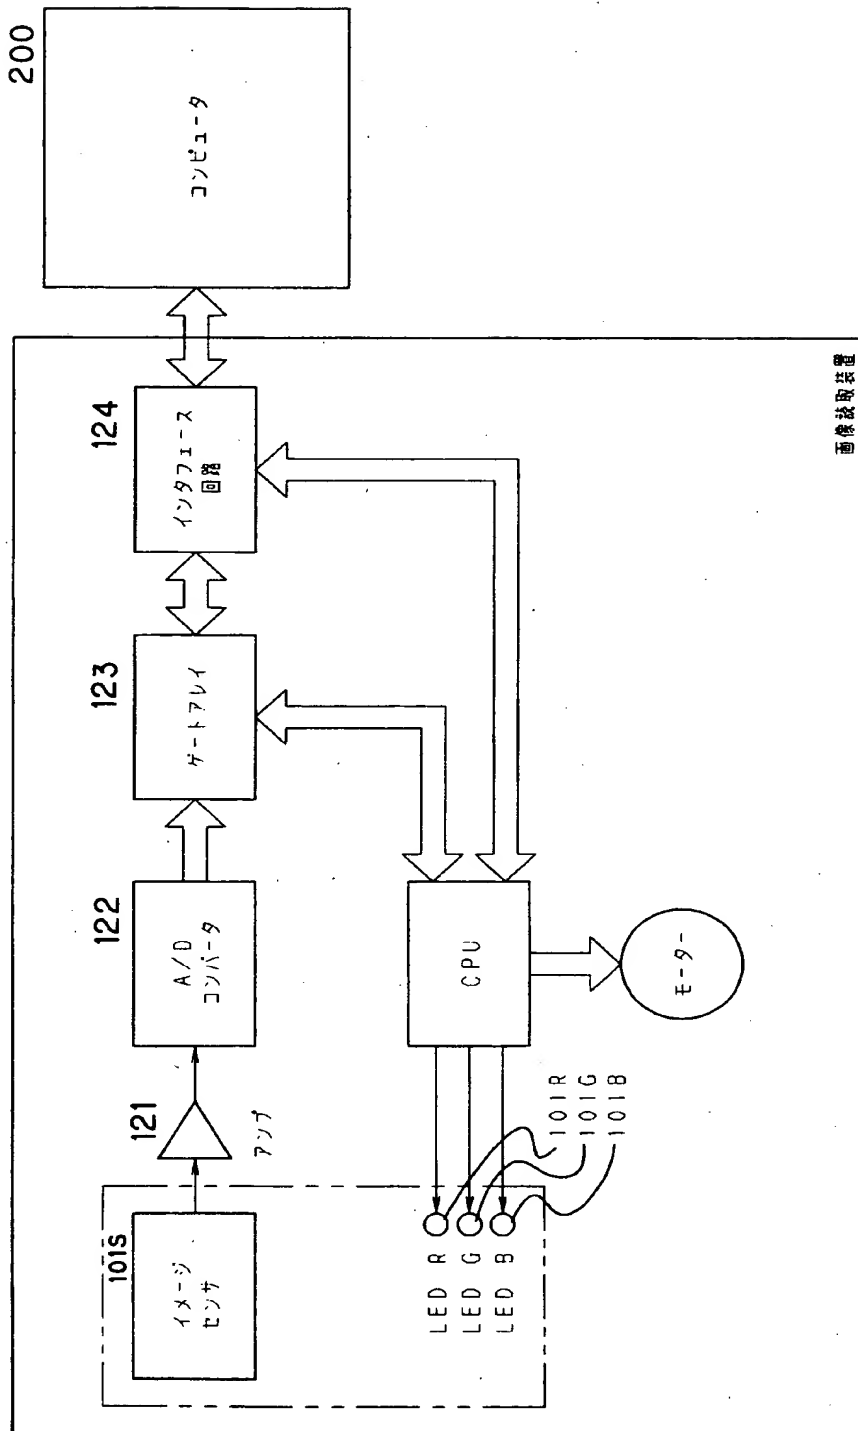 200
コンピュータ
124
インタフェース
回路
123
ゲートアレイ
122
A/D
コンバータ
121
アンプ
101S
イメージ
センサ
CPU
モーター
LED R
LED G
LED B
101R
101G
101B
画像読取装置